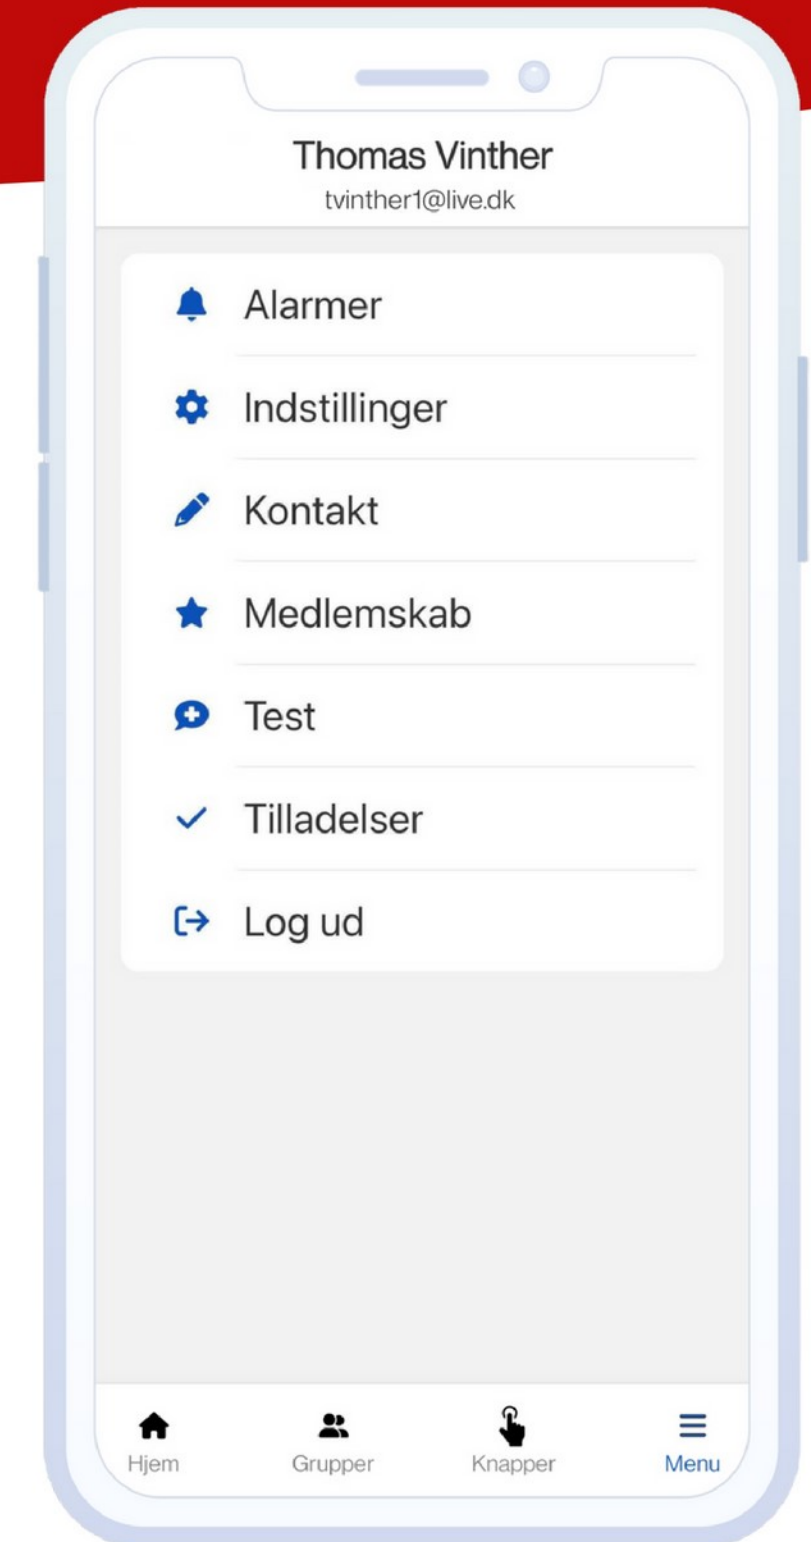 Thomas Vinther
tvinther1@live.dk
Alarmer
Indstillinger
Kontakt
Medlemskab
Test
Tilladelser
Log ud
Hjem
Grupper
Knapper
Menu